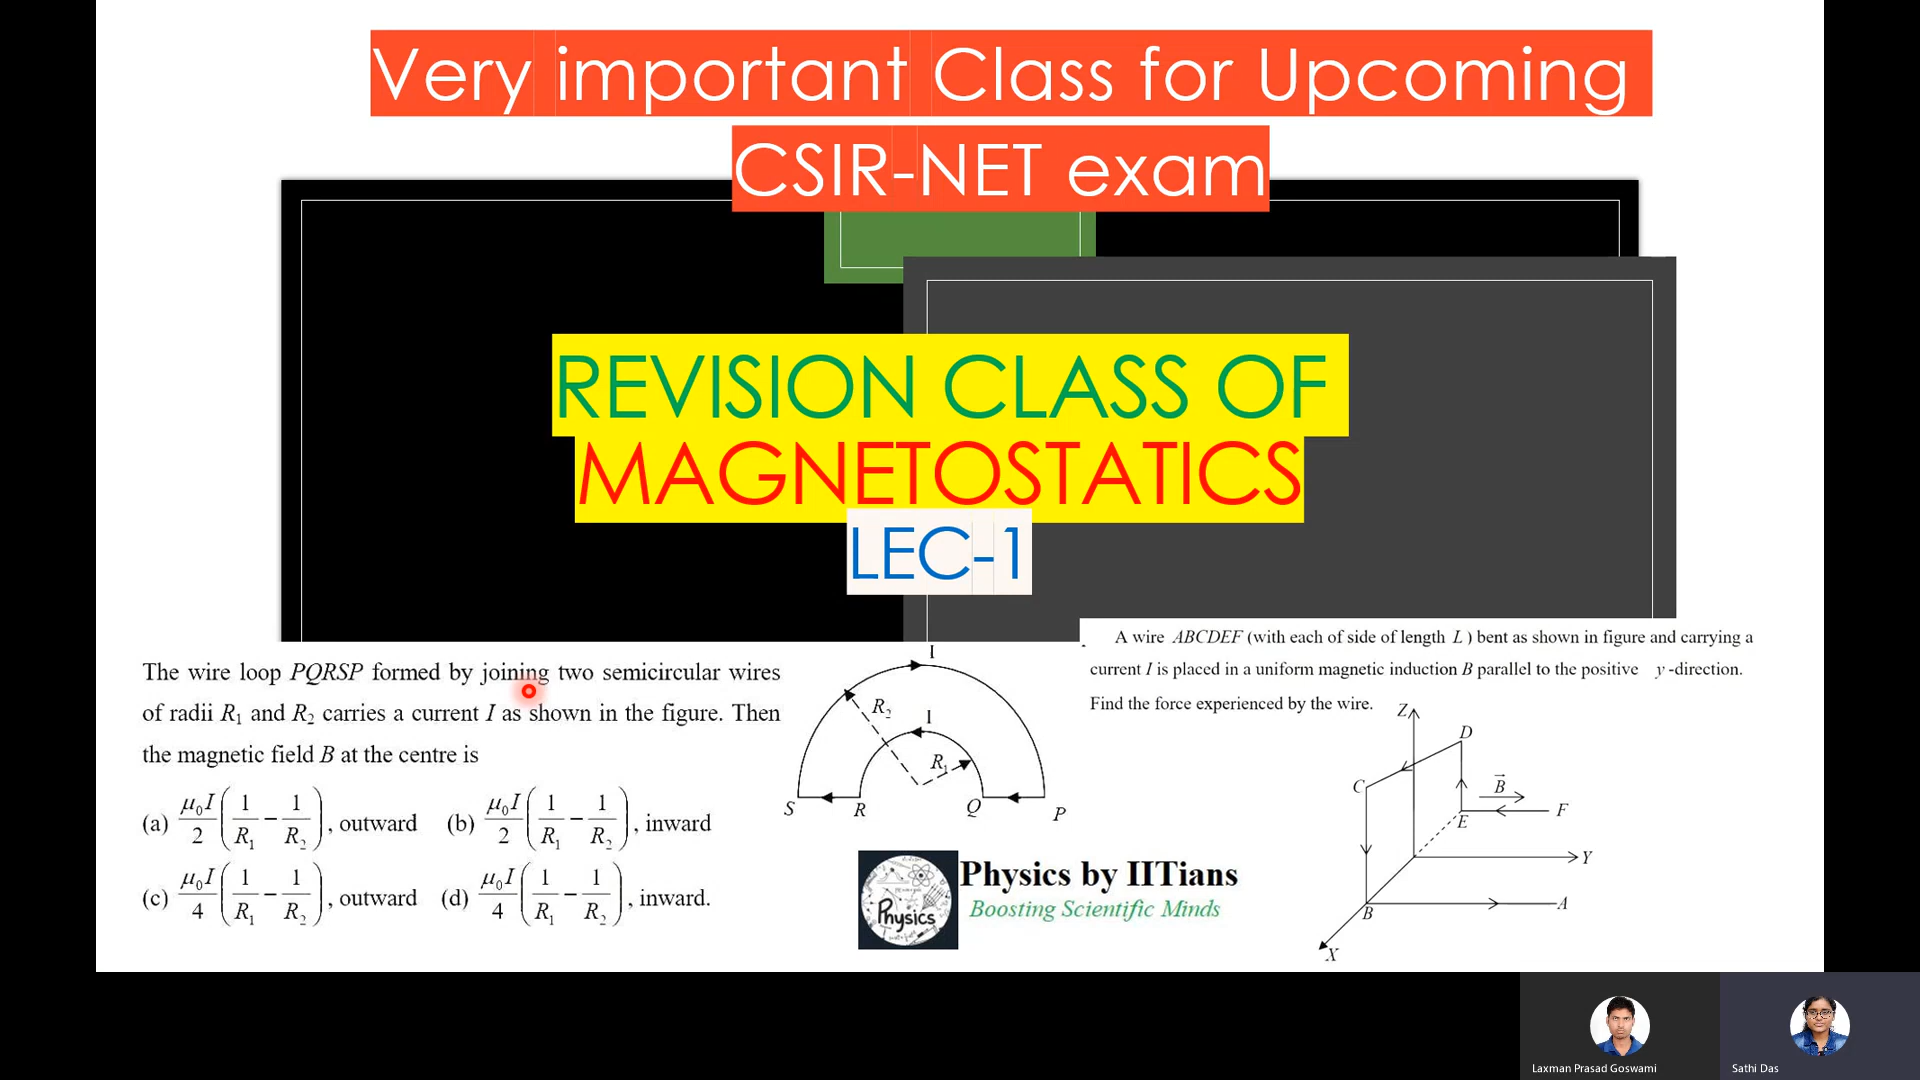 Very important Class for Upcoming
CSIR-NET exam
REVISION CLASS OF
MAGNETOSTATICS
LEC-1
The wire loop PQRSP formed by joining two semicircular wires
of radii R₁ and R₂ carries a current I as shown in the figure. Then
the magnetic field B at the centre is
(a) μ₀I/2 (1/R₁ − 1/R₂), outward (b) μ₀I/2 (1/R₁ − 1/R₂), inward
(c) μ₀I/4 (1/R₁ − 1/R₂), outward (d) μ₀I/4 (1/R₁ − 1/R₂), inward.
I
R₂
I
R₁
S R Q P
A wire ABCDEF (with each of side of length L ) bent as shown in figure and carrying a
current I is placed in a uniform magnetic induction B parallel to the positive y -direction.
Find the force experienced by the wire.
Z
D
C
B⃗
E
F
Y
B
A
X
Physics
Physics by IITians
Boosting Scientific Minds
Laxman Prasad Goswami
Sathi Das